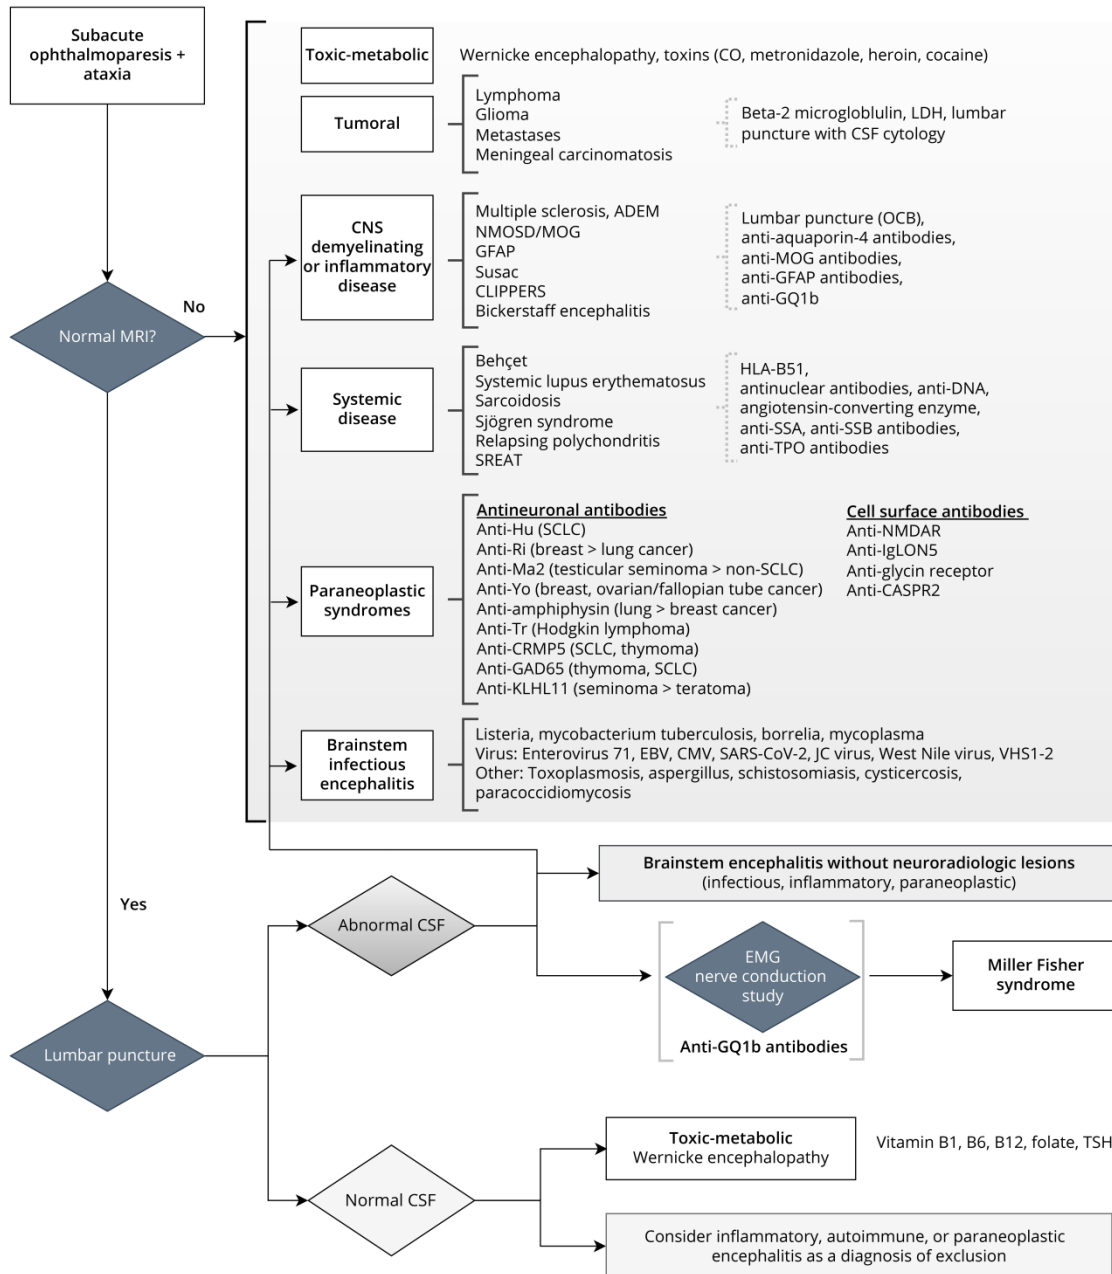 Subacute
ophthalmoparesis +
ataxia
Normal MRI?
No
Yes
Toxic-metabolic
Wernicke encephalopathy, toxins (CO, metronidazole, heroin, cocaine)
Tumoral
Lymphoma
Glioma
Metastases
Meningeal carcinomatosis
Beta-2 microgloblulin, LDH, lumbar
puncture with CSF cytology
CNS
demyelinating
or inflammatory
disease
Multiple sclerosis, ADEM
NMOSD/MOG
GFAP
Susac
CLIPPERS
Bickerstaff encephalitis
Lumbar puncture (OCB),
anti-aquaporin-4 antibodies,
anti-MOG antibodies,
anti-GFAP antibodies,
anti-GQ1b
Systemic
disease
Behçet
Systemic lupus erythematosus
Sarcoidosis
Sjögren syndrome
Relapsing polychondritis
SREAT
HLA-B51,
antinuclear antibodies, anti-DNA,
angiotensin-converting enzyme,
anti-SSA, anti-SSB antibodies,
anti-TPO antibodies
Paraneoplastic
syndromes
Antineuronal antibodies
Anti-Hu (SCLC)
Anti-Ri (breast > lung cancer)
Anti-Ma2 (testicular seminoma > non-SCLC)
Anti-Yo (breast, ovarian/fallopian tube cancer)
Anti-amphiphysin (lung > breast cancer)
Anti-Tr (Hodgkin lymphoma)
Anti-CRMP5 (SCLC, thymoma)
Anti-GAD65 (thymoma, SCLC)
Anti-KLHL11 (seminoma > teratoma)
Cell surface antibodies
Anti-NMDAR
Anti-IgLON5
Anti-glycin receptor
Anti-CASPR2
Brainstem
infectious
encephalitis
Listeria, mycobacterium tuberculosis, borrelia, mycoplasma
Virus: Enterovirus 71, EBV, CMV, SARS-CoV-2, JC virus, West Nile virus, VHS1-2
Other: Toxoplasmosis, aspergillus, schistosomiasis, cysticercosis,
paracoccidiomycosis
Lumbar puncture
Abnormal CSF
Brainstem encephalitis without neuroradiologic lesions
(infectious, inflammatory, paraneoplastic)
EMG
nerve conduction
study
Anti-GQ1b antibodies
Miller Fisher
syndrome
Normal CSF
Toxic-metabolic
Wernicke encephalopathy
Vitamin B1, B6, B12, folate, TSH
Consider inflammatory, autoimmune, or paraneoplastic
encephalitis as a diagnosis of exclusion